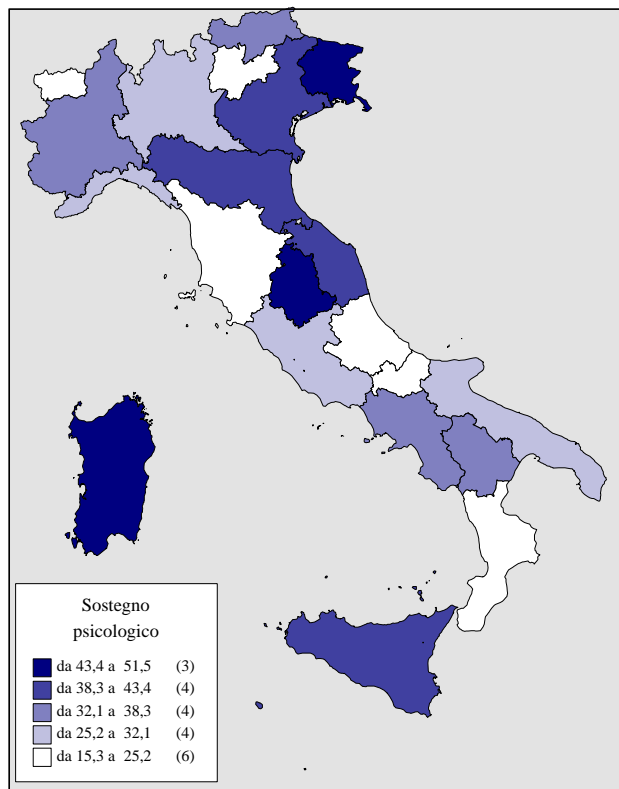 Sostegno
psicologico
da 43,4 a 51,5 (3)
da 38,3 a 43,4 (4)
da 32,1 a 38,3 (4)
da 25,2 a 32,1 (4)
da 15,3 a 25,2 (6)